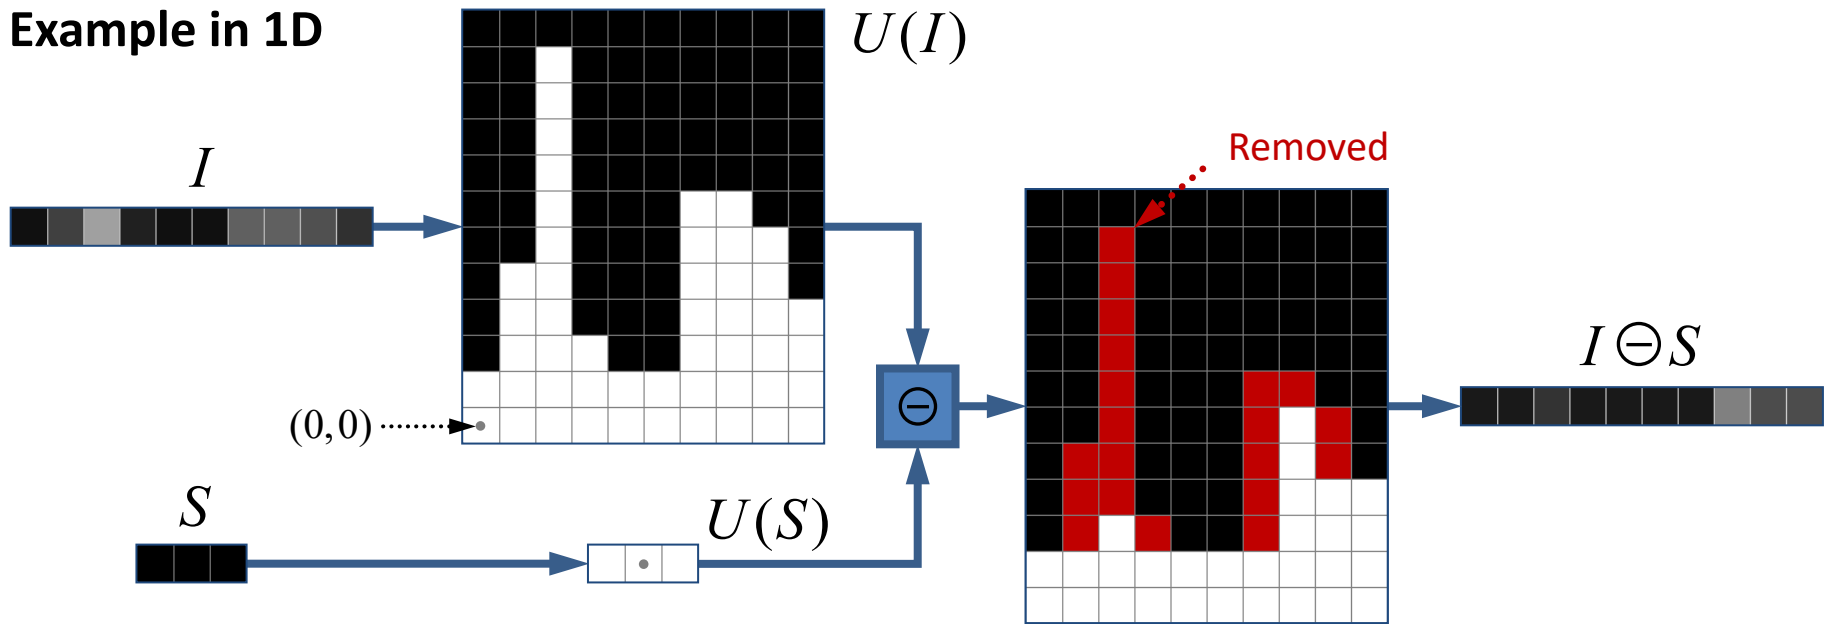 Example in 1D
U(I)
I
Removed
(0,0)
I ⊖ S
⊖
S
U(S)